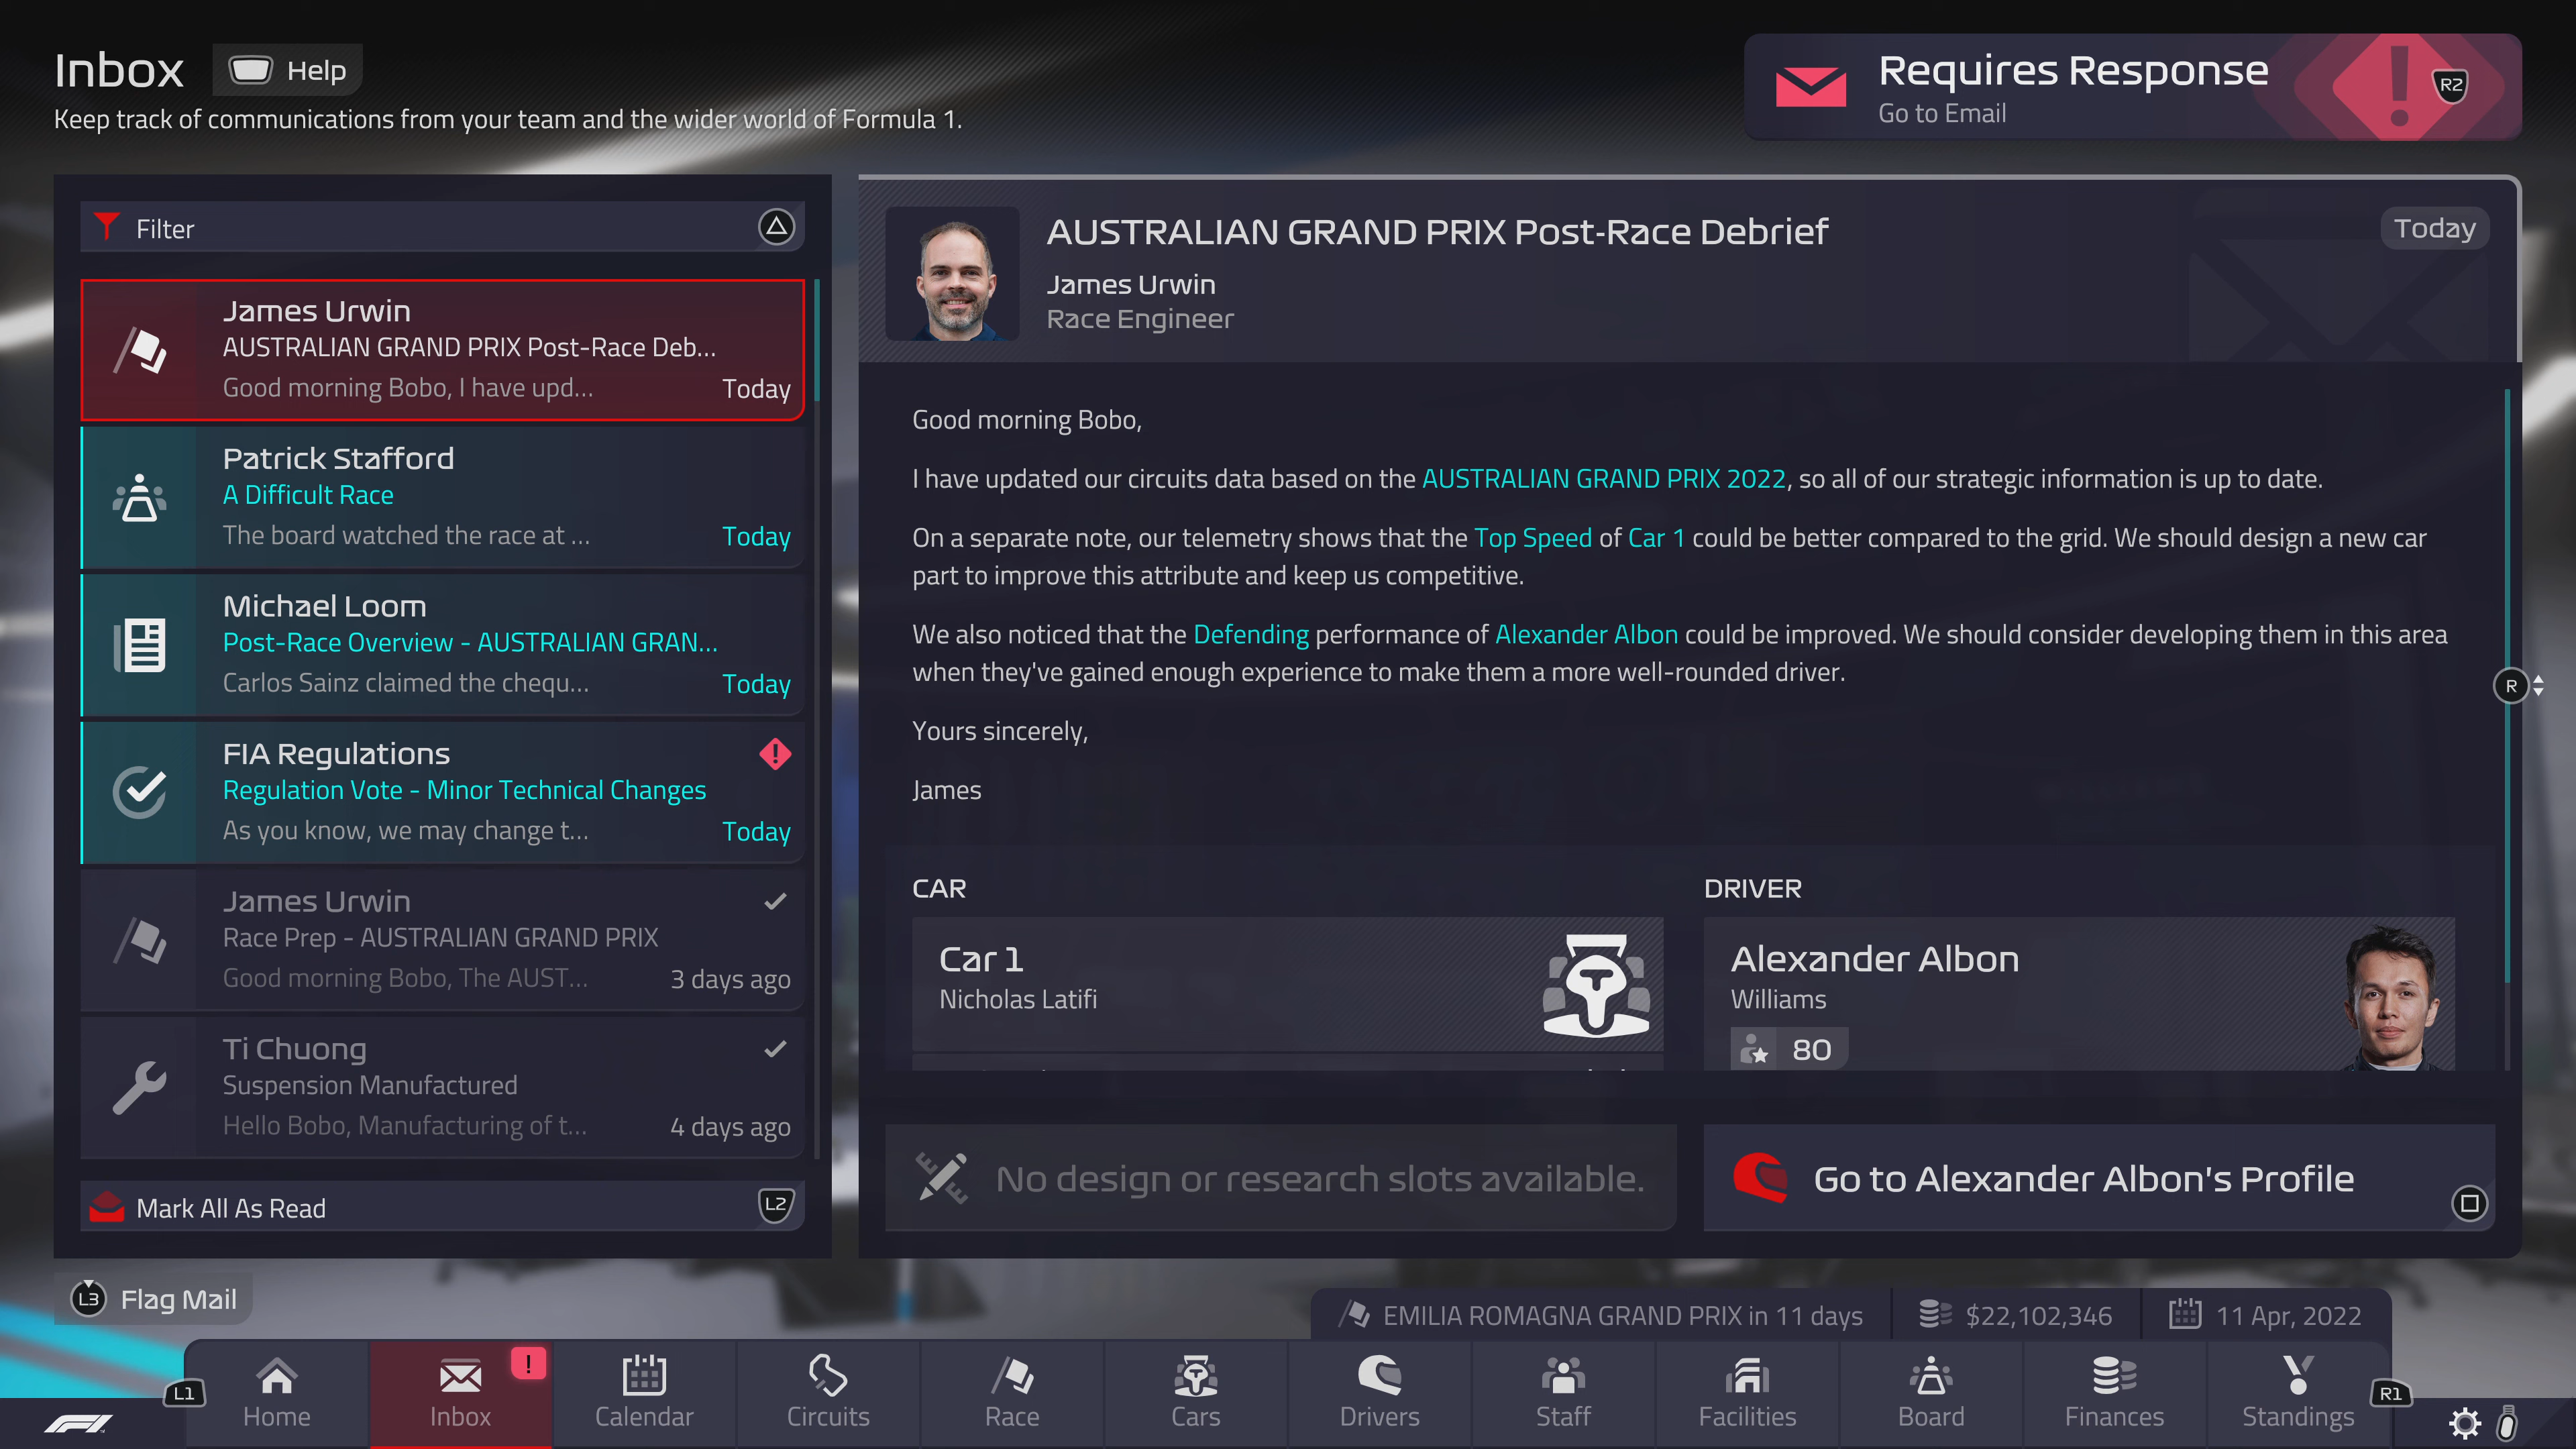 Inbox
Help
Keep track of communications from your team and the wider world of Formula 1.
Requires Response
Go to Email
R2
Filter
James Urwin
AUSTRALIAN GRAND PRIX Post-Race Deb...
Good morning Bobo, I have upd...
Today
Patrick Stafford
A Difficult Race
The board watched the race at ...
Today
Michael Loom
Post-Race Overview - AUSTRALIAN GRAN...
Carlos Sainz claimed the chequ...
Today
FIA Regulations
Regulation Vote - Minor Technical Changes
As you know, we may change t...
Today
James Urwin
Race Prep - AUSTRALIAN GRAND PRIX
Good morning Bobo, The AUST...
3 days ago
Ti Chuong
Suspension Manufactured
Hello Bobo, Manufacturing of t...
4 days ago
Mark All As Read
L2
AUSTRALIAN GRAND PRIX Post-Race Debrief
Today
James Urwin
Race Engineer
Good morning Bobo,
I have updated our circuits data based on the AUSTRALIAN GRAND PRIX 2022, so all of our strategic information is up to date.
On a separate note, our telemetry shows that the Top Speed of Car 1 could be better compared to the grid. We should design a new car
part to improve this attribute and keep us competitive.
We also noticed that the Defending performance of Alexander Albon could be improved. We should consider developing them in this area
when they've gained enough experience to make them a more well-rounded driver.
R
Yours sincerely,
James
CAR
Car 1
Nicholas Latifi
DRIVER
Alexander Albon
Williams
80
No design or research slots available.
Go to Alexander Albon's Profile
L3
Flag Mail
EMILIA ROMAGNA GRAND PRIX in 11 days
$22,102,346
11 Apr, 2022
L1
Home
Inbox
!
Calendar
Circuits
Race
Cars
Drivers
Staff
Facilities
Board
Finances
Standings
R1
F1